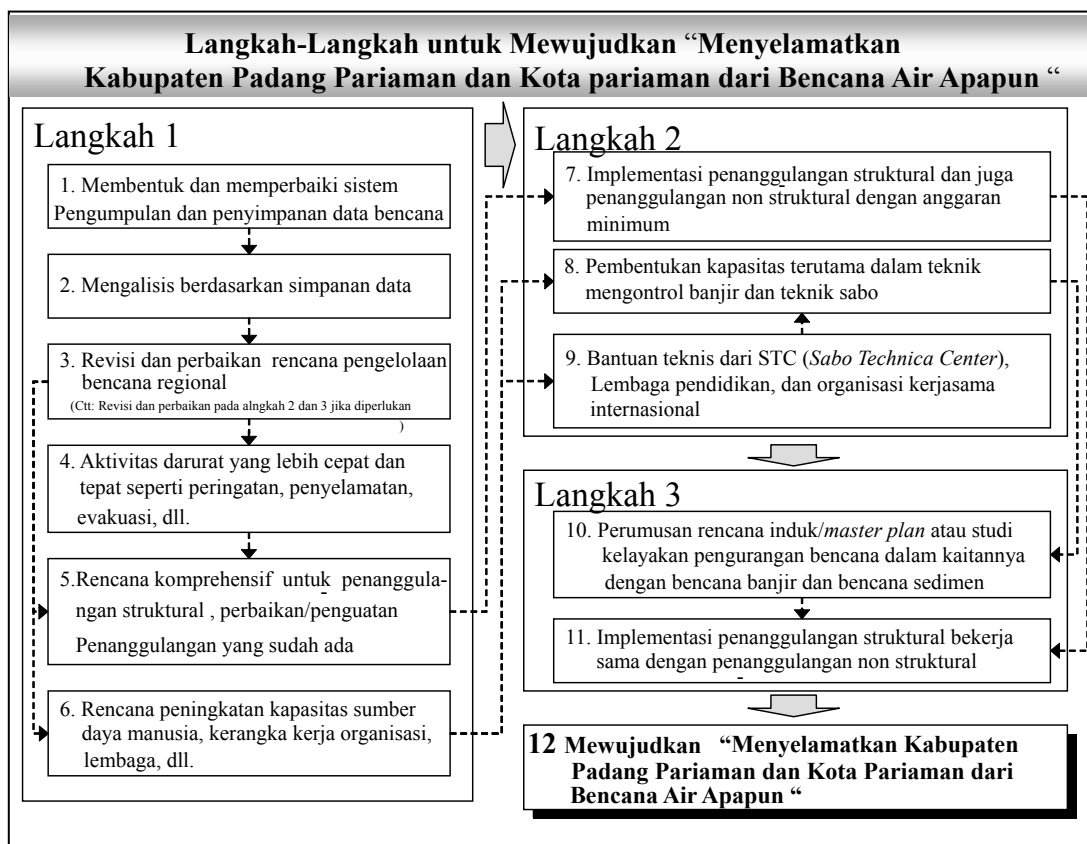 Langkah-Langkah untuk Mewujudkan “Menyelamatkan
Kabupaten Padang Pariaman dan Kota pariaman dari Bencana Air Apapun “
Langkah 1
1. Membentuk dan memperbaiki sistem
Pengumpulan dan penyimpanan data bencana
2. Mengalisis berdasarkan simpanan data
3. Revisi dan perbaikan rencana pengelolaan
bencana regional
(Ctt: Revisi dan perbaikan pada alngkah 2 dan 3 jika diperlukan
)
4. Aktivitas darurat yang lebih cepat dan
tepat seperti peringatan, penyelamatan,
evakuasi, dll.
5.Rencana komprehensif untuk penanggula-
ngan struktural , perbaikan/penguatan
Penanggulangan yang sudah ada
6. Rencana peningkatan kapasitas sumber
daya manusia, kerangka kerja organisasi,
lembaga, dll.
Langkah 2
7. Implementasi penanggulangan struktural dan juga
penanggulangan non struktural dengan anggaran
minimum
8. Pembentukan kapasitas terutama dalam teknik
mengontrol banjir dan teknik sabo
9. Bantuan teknis dari STC (Sabo Technica Center),
Lembaga pendidikan, dan organisasi kerjasama
internasional
Langkah 3
10. Perumusan rencana induk/master plan atau studi
kelayakan pengurangan bencana dalam kaitannya
dengan bencana banjir dan bencana sedimen
11. Implementasi penanggulangan struktural bekerja
sama dengan penanggulangan non struktural
12 Mewujudkan “Menyelamatkan Kabupaten
Padang Pariaman dan Kota Pariaman dari
Bencana Air Apapun “